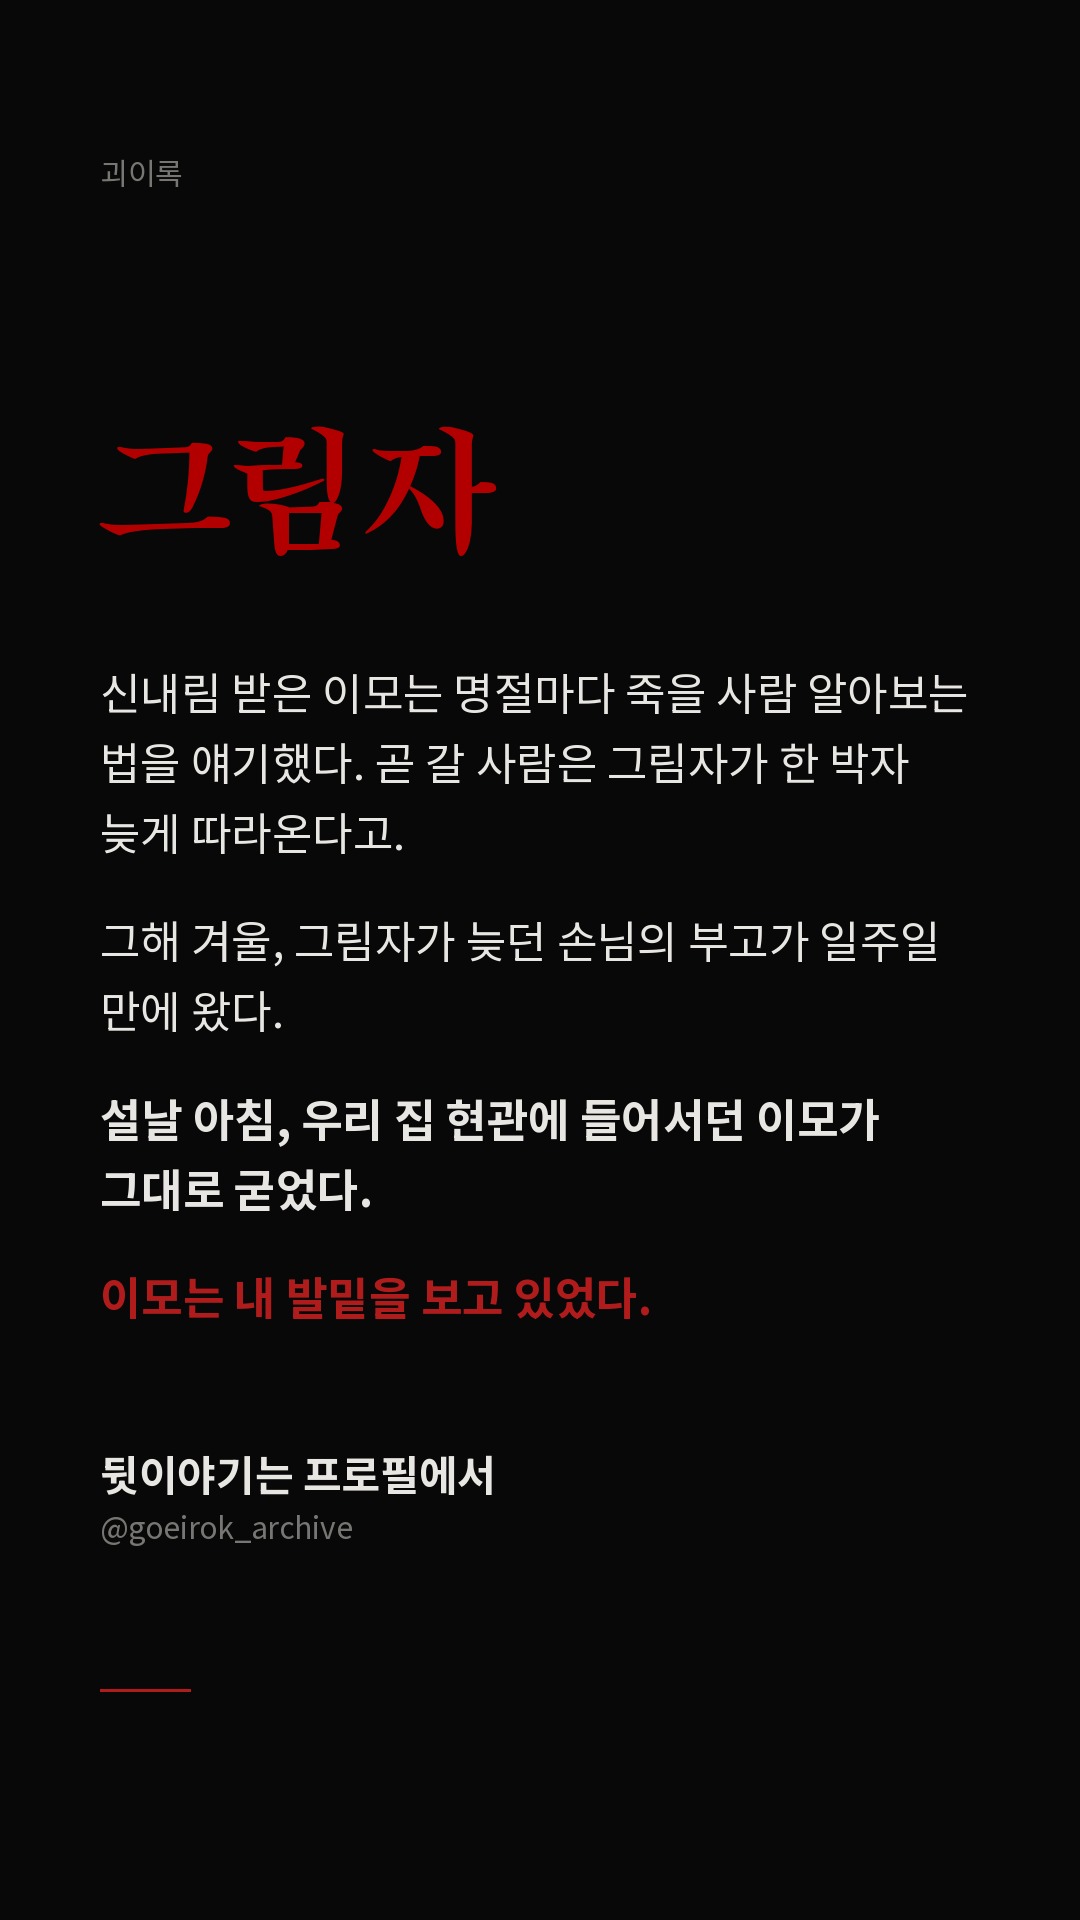 괴이록
그림자
신내림 받은 이모는 명절마다 죽을 사람 알아보는
법을 얘기했다. 곧 갈 사람은 그림자가 한 박자
늦게 따라온다고.
그해 겨울, 그림자가 늦던 손님의 부고가 일주일
만에 왔다.
설날 아침, 우리 집 현관에 들어서던 이모가
그대로 굳었다.
이모는 내 발밑을 보고 있었다.
뒷이야기는 프로필에서
@goeirok_archive